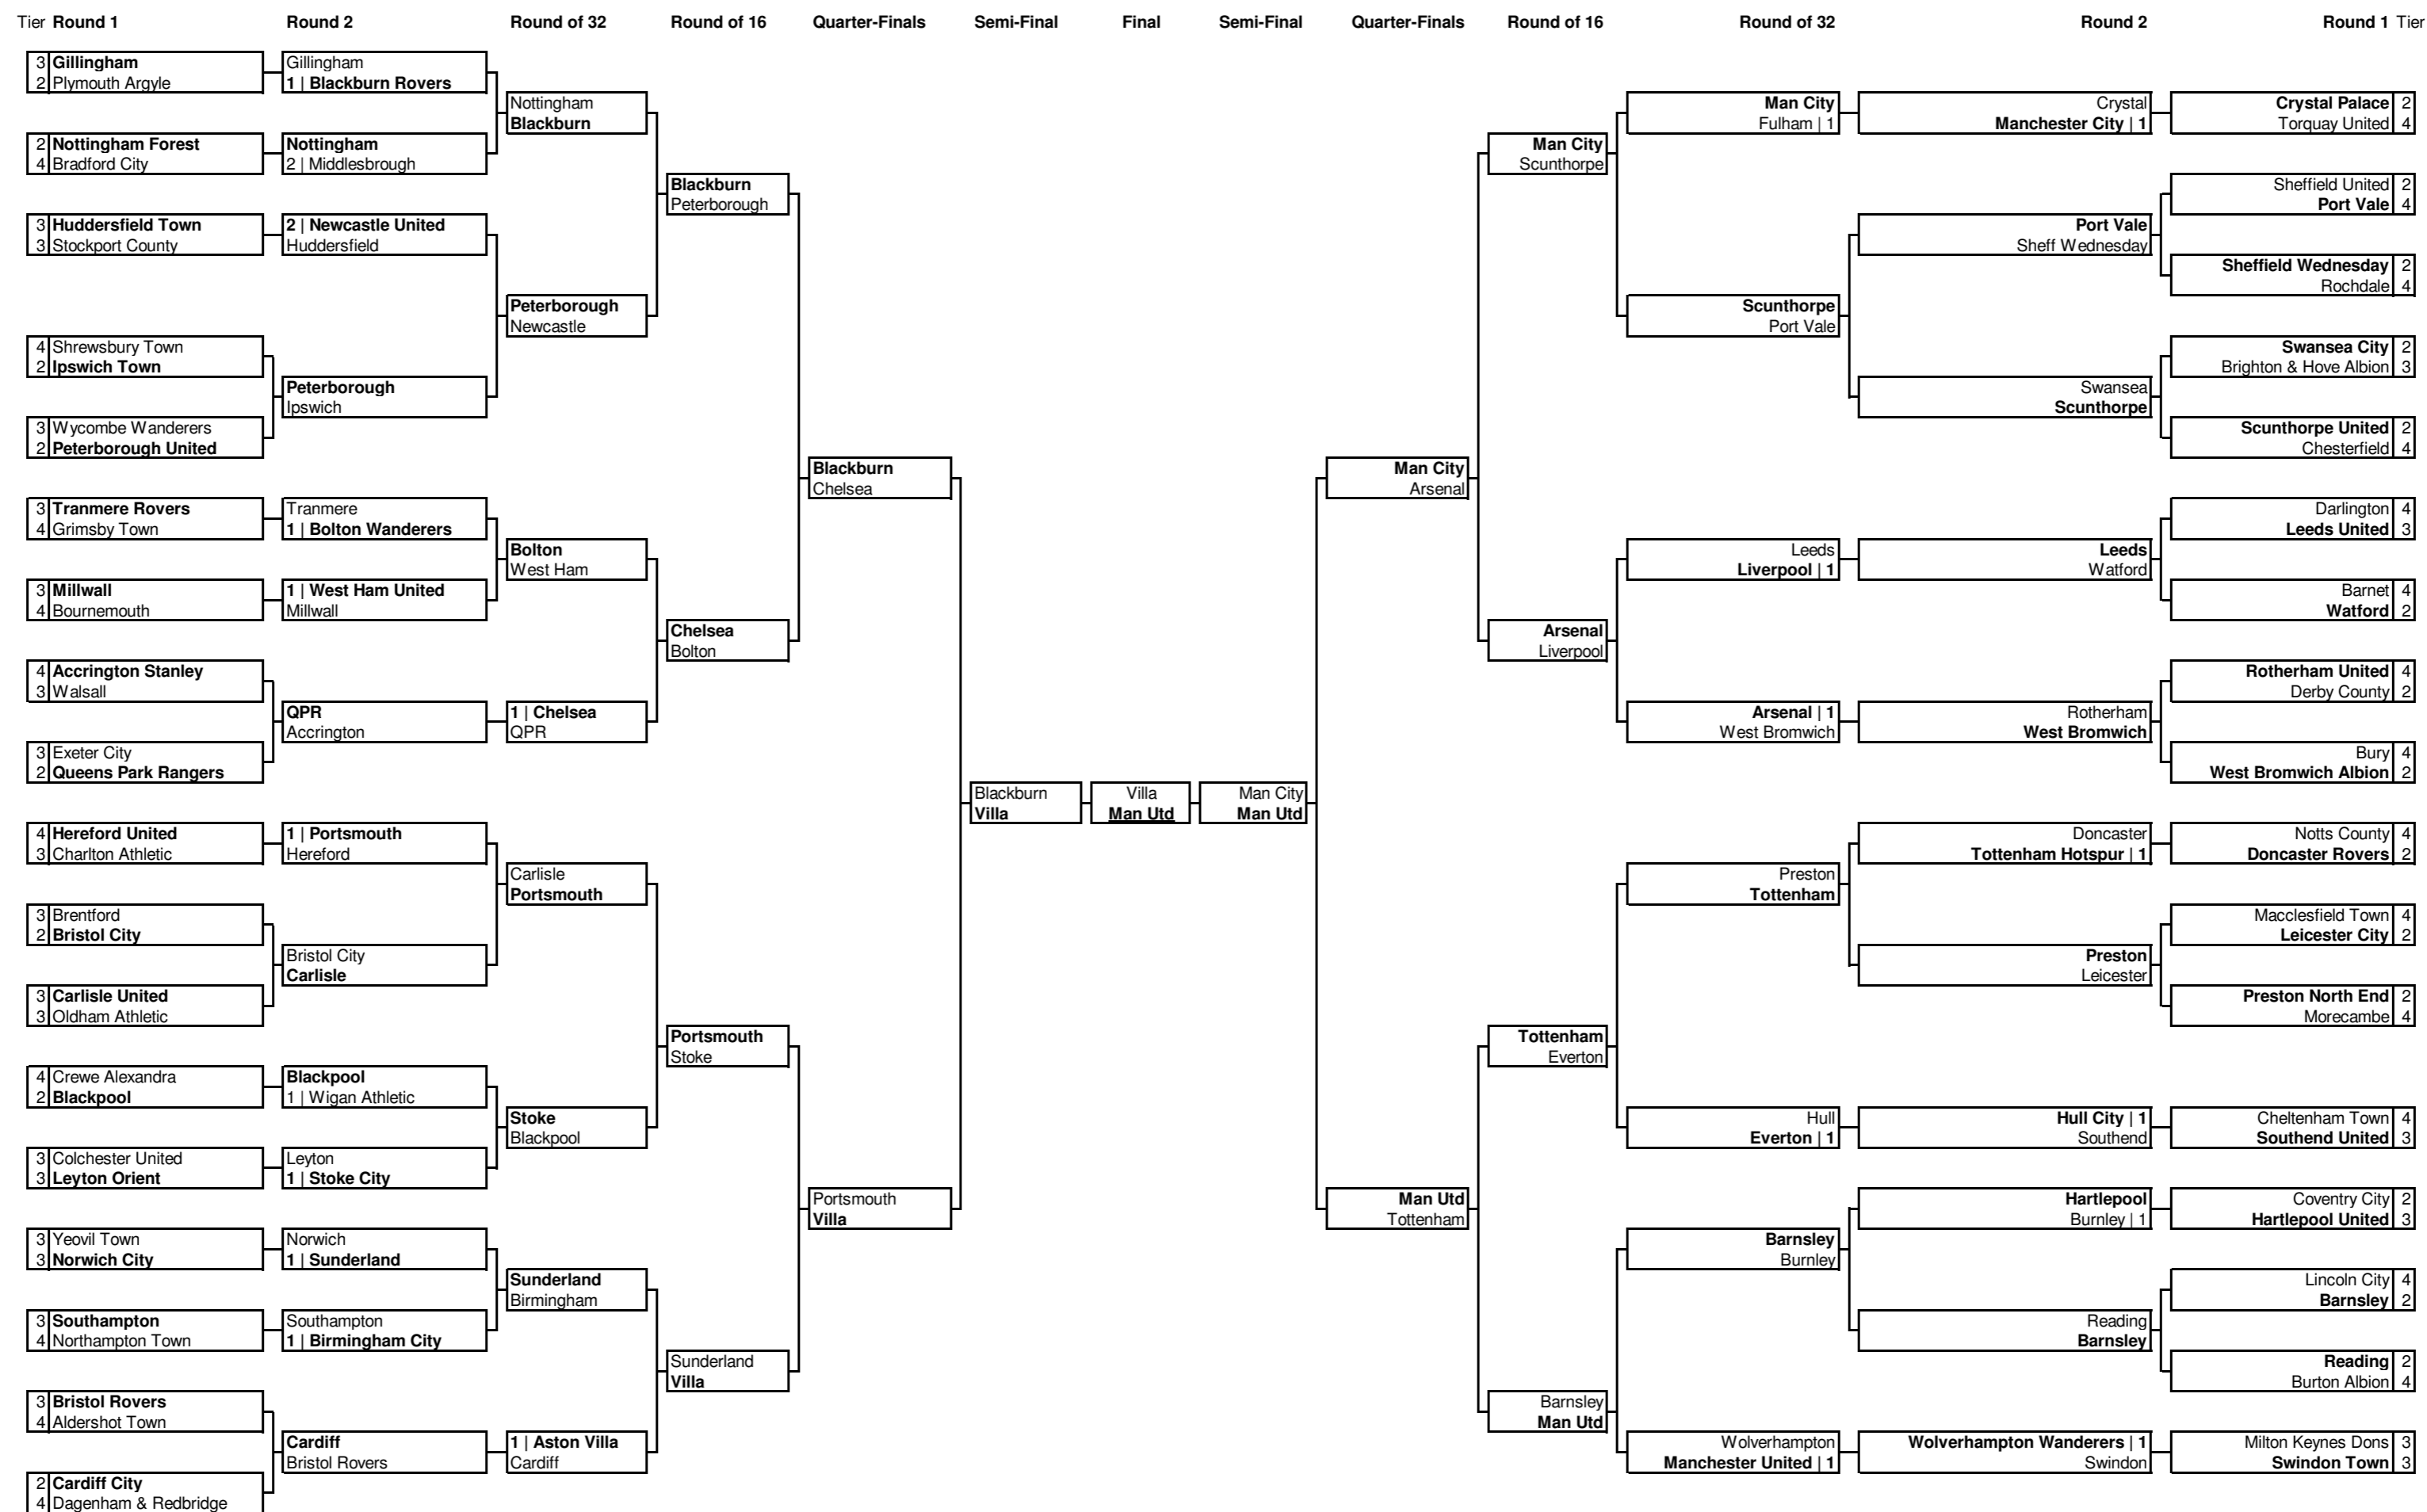 Tier Round 1 Round 2 Round of 32 Round of 16 Quarter-Finals Semi-Final Final Semi-Final Quarter-Finals Round of 16 Round of 32 Round 2 Round 1 Tier
3 Gillingham
2 Plymouth Argyle
2 Nottingham Forest
4 Bradford City
3 Huddersfield Town
3 Stockport County
4 Shrewsbury Town
2 Ipswich Town
3 Wycombe Wanderers
2 Peterborough United
3 Tranmere Rovers
4 Grimsby Town
3 Millwall
4 Bournemouth
4 Accrington Stanley
3 Walsall
3 Exeter City
2 Queens Park Rangers
4 Hereford United
3 Charlton Athletic
3 Brentford
2 Bristol City
3 Carlisle United
3 Oldham Athletic
4 Crewe Alexandra
2 Blackpool
3 Colchester United
3 Leyton Orient
3 Yeovil Town
3 Norwich City
3 Southampton
4 Northampton Town
3 Bristol Rovers
4 Aldershot Town
2 Cardiff City
4 Dagenham & Redbridge
Gillingham
1 | Blackburn Rovers
Nottingham
2 | Middlesbrough
2 | Newcastle United
Huddersfield
Peterborough
Ipswich
Tranmere
1 | Bolton Wanderers
1 | West Ham United
Millwall
QPR
Accrington
1 | Portsmouth
Hereford
Bristol City
Carlisle
Blackpool
1 | Wigan Athletic
Leyton
1 | Stoke City
Norwich
1 | Sunderland
Southampton
1 | Birmingham City
Cardiff
Bristol Rovers
Nottingham
Blackburn
Peterborough
Newcastle
Bolton
West Ham
1 | Chelsea
QPR
Carlisle
Portsmouth
Stoke
Blackpool
Sunderland
Birmingham
1 | Aston Villa
Cardiff
Blackburn
Peterborough
Chelsea
Bolton
Portsmouth
Stoke
Sunderland
Villa
Blackburn
Chelsea
Portsmouth
Villa
Blackburn
Villa
Villa
Man Utd
Man City
Man Utd
Man City
Arsenal
Man Utd
Tottenham
Man City
Scunthorpe
Arsenal
Liverpool
Tottenham
Everton
Barnsley
Man Utd
Man City
Fulham | 1
Scunthorpe
Port Vale
Leeds
Liverpool | 1
Arsenal | 1
West Bromwich
Preston
Tottenham
Hull
Everton | 1
Barnsley
Burnley
Wolverhampton
Manchester United | 1
Crystal
Manchester City | 1
Port Vale
Sheff Wednesday
Swansea
Scunthorpe
Leeds
Watford
Rotherham
West Bromwich
Doncaster
Tottenham Hotspur | 1
Preston
Leicester
Hull City | 1
Southend
Hartlepool
Burnley | 1
Reading
Barnsley
Wolverhampton Wanderers | 1
Swindon
Crystal Palace 2
Torquay United 4
Sheffield United 2
Port Vale 4
Sheffield Wednesday 2
Rochdale 4
Swansea City 2
Brighton & Hove Albion 3
Scunthorpe United 2
Chesterfield 4
Darlington 4
Leeds United 3
Barnet 4
Watford 2
Rotherham United 4
Derby County 2
Bury 4
West Bromwich Albion 2
Notts County 4
Doncaster Rovers 2
Macclesfield Town 4
Leicester City 2
Preston North End 2
Morecambe 4
Cheltenham Town 4
Southend United 3
Coventry City 2
Hartlepool United 3
Lincoln City 4
Barnsley 2
Reading 2
Burton Albion 4
Milton Keynes Dons 3
Swindon Town 3